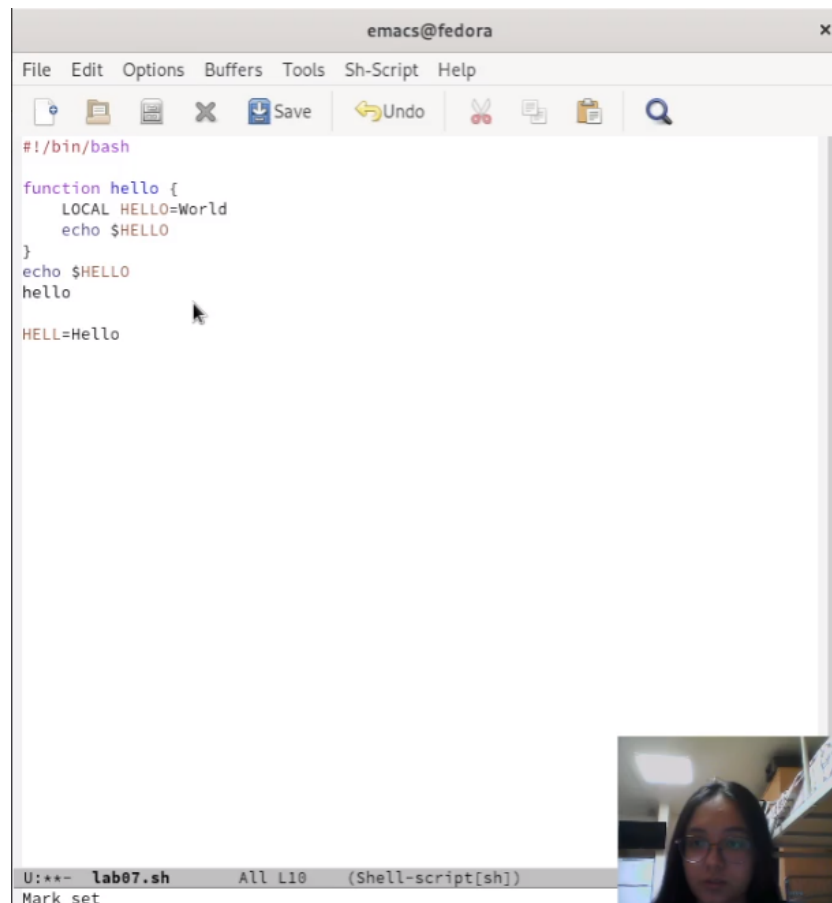 emacs@fedora
File Edit Options Buffers Tools Sh-Script Help
Save Undo
#!/bin/bash
function hello {
    LOCAL HELLO=World
    echo $HELLO
}
echo $HELLO
hello
HELL=Hello
U:**- lab07.sh All L10 (Shell-script[sh])
Mark set